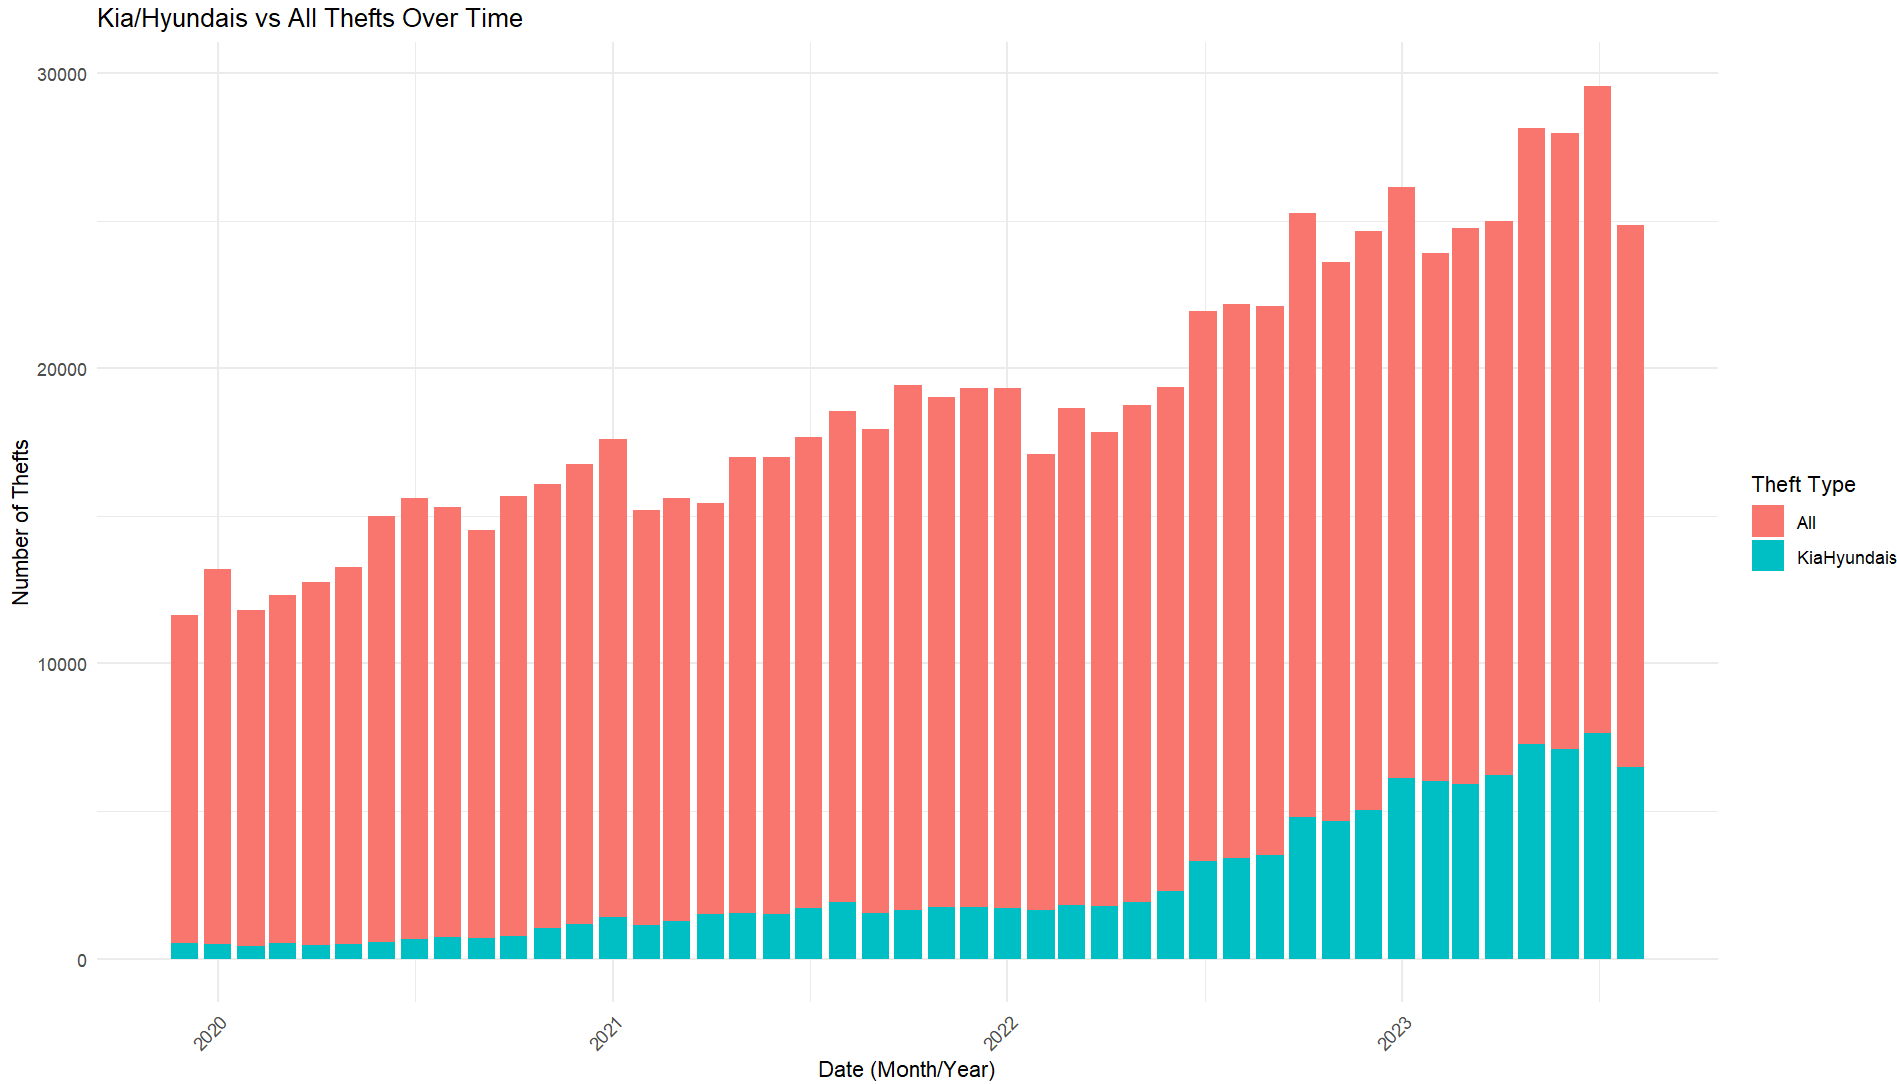 Kia/Hyundais vs All Thefts Over Time
30000
20000
10000
0
Number of Thefts
2020
2021
2022
2023
Date (Month/Year)
Theft Type
All
KiaHyundais